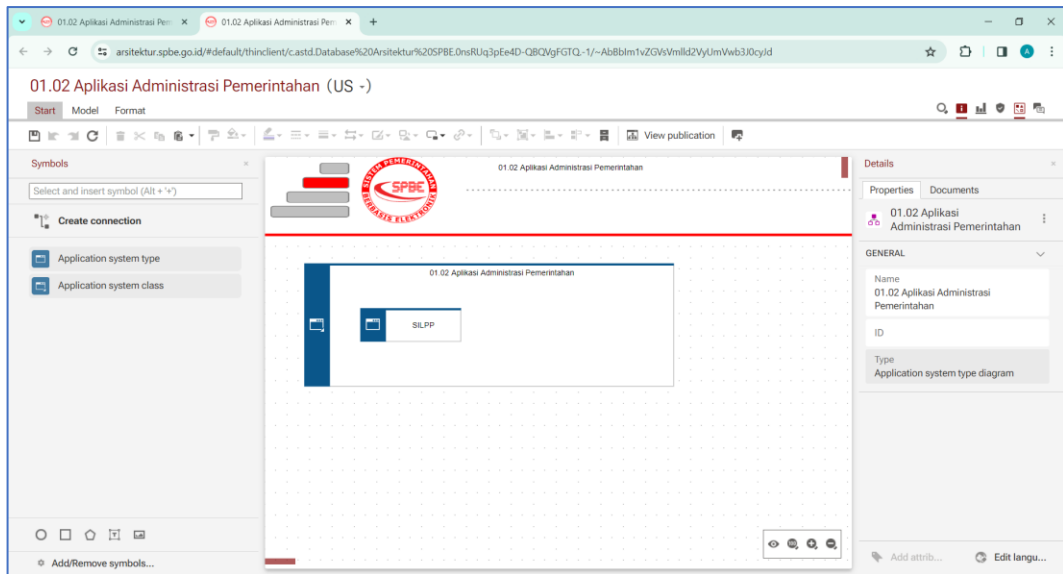 01.02 Aplikasi Administrasi Pem
01.02 Aplikasi Administrasi Pem
arsitektur.spbe.go.id/#default/thinclient/c.astd.Database%20Arsitektur%20SPBE.0nsRUq3pEe4D-QBQVgFGTQ.-1/~AbBblm1vZGVsVmlld2VyUmVwb3J0cyJd
A
01.02 Aplikasi Administrasi Pemerintahan (US -)
Start Model Format
View publication
Symbols
Select and insert symbol (Alt + '+')
Create connection
Application system type
Application system class
Add/Remove symbols...
SISTEM PEMERINTAHAN
SPBE
BERBASIS ELEKTRONIK
01.02 Aplikasi Administrasi Pemerintahan
01.02 Aplikasi Administrasi Pemerintahan
SILPP
Details
Properties Documents
01.02 Aplikasi
Administrasi Pemerintahan
GENERAL
Name
01.02 Aplikasi Administrasi
Pemerintahan
ID
Type
Application system type diagram
Add attrib... Edit langu...